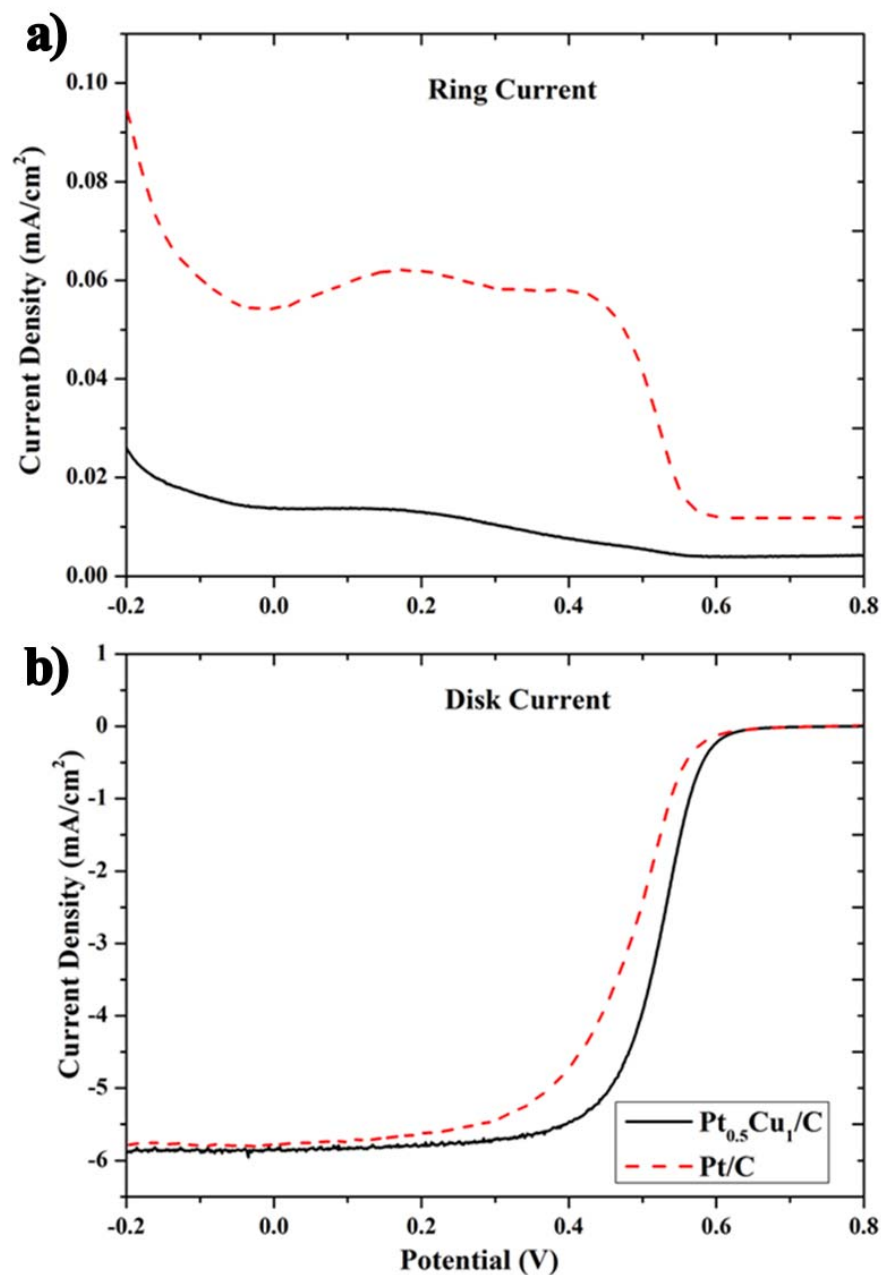 a)
Ring Current
Current Density (mA/cm²)
0.10
0.08
0.06
0.04
0.02
0.00
-0.2 0.0 0.2 0.4 0.6 0.8
b)
Disk Current
Current Density (mA/cm²)
1
0
-1
-2
-3
-4
-5
-6
Pt₀.₅Cu₁/C
Pt/C
-0.2 0.0 0.2 0.4 0.6 0.8
Potential (V)